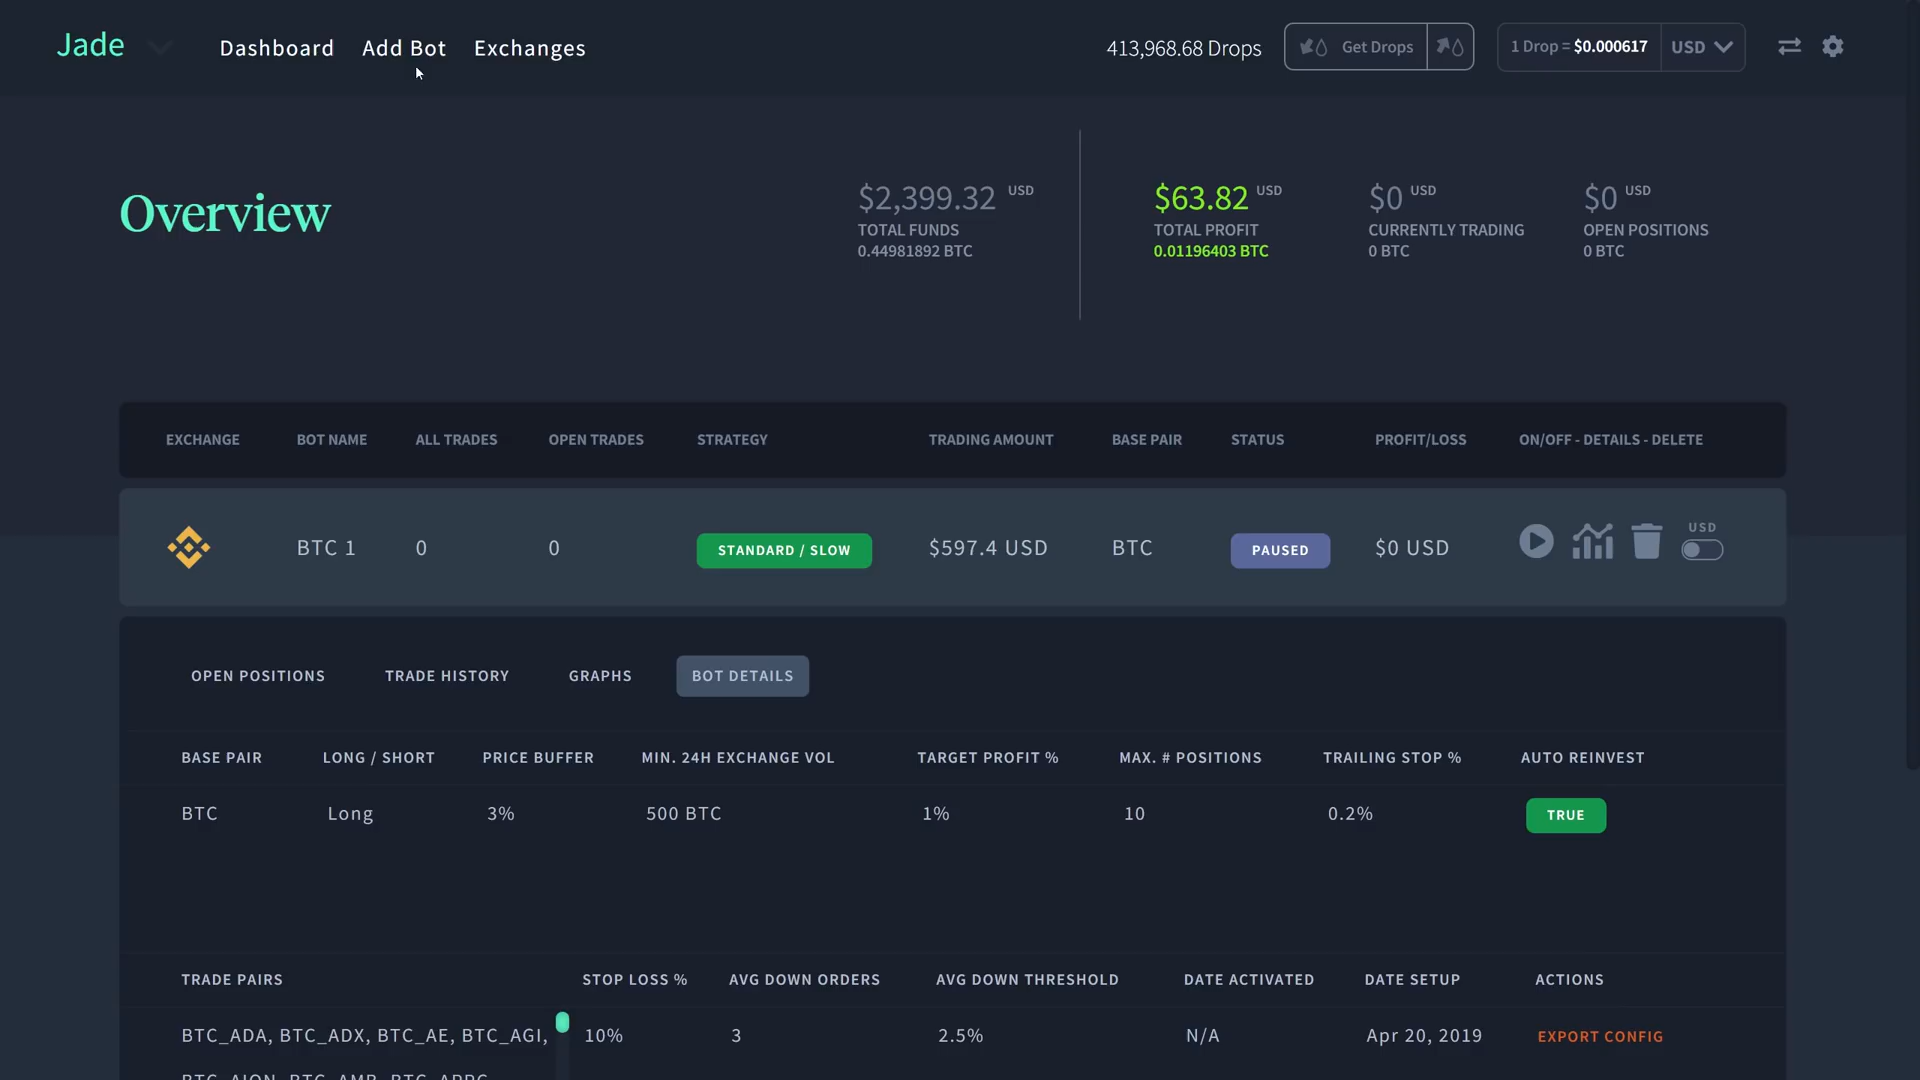 Jade Dashboard Add Bot Exchanges 413,968.68 Drops Get Drops 1 Drop = $0.000617 USD
Overview
$2,399.32 USD $63.82 USD $0 USD $0 USD
TOTAL FUNDS TOTAL PROFIT CURRENTLY TRADING OPEN POSITIONS
0.44981892 BTC 0.01196403 BTC 0 BTC 0 BTC
EXCHANGE BOT NAME ALL TRADES OPEN TRADES STRATEGY TRADING AMOUNT BASE PAIR STATUS PROFIT/LOSS ON/OFF - DETAILS - DELETE
USD
BTC 1 0 0 STANDARD / SLOW $597.4 USD BTC PAUSED $0 USD
OPEN POSITIONS TRADE HISTORY GRAPHS BOT DETAILS
BASE PAIR LONG / SHORT PRICE BUFFER MIN. 24H EXCHANGE VOL TARGET PROFIT % MAX. # POSITIONS TRAILING STOP % AUTO REINVEST
BTC Long 3% 500 BTC 1% 10 0.2% TRUE
TRADE PAIRS STOP LOSS % AVG DOWN ORDERS AVG DOWN THRESHOLD DATE ACTIVATED DATE SETUP ACTIONS
BTC_ADA, BTC_ADX, BTC_AE, BTC_AGI, 10% 3 2.5% N/A Apr 20, 2019 EXPORT CONFIG
BTC_AION, BTC_AMB, BTC_APPC,